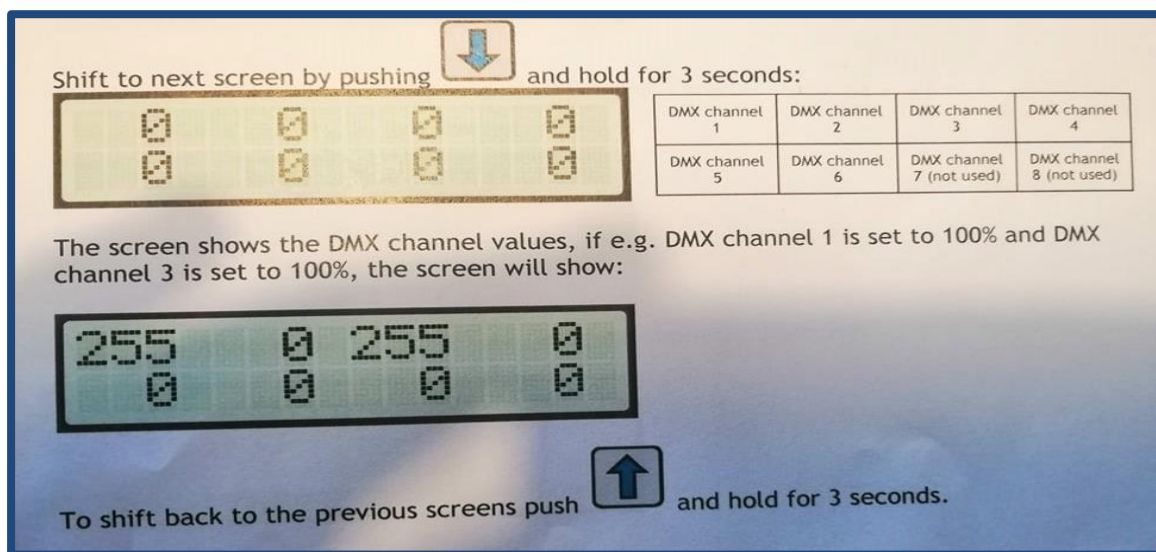 Shift to next screen by pushing and hold for 3 seconds:
0 0 0 0
0 0 0 0
DMX channel 1 DMX channel 2 DMX channel 3 DMX channel 4
DMX channel 5 DMX channel 6 DMX channel 7 (not used) DMX channel 8 (not used)
The screen shows the DMX channel values, if e.g. DMX channel 1 is set to 100% and DMX
channel 3 is set to 100%, the screen will show:
255 0 255 0
0 0 0 0
To shift back to the previous screens push and hold for 3 seconds.